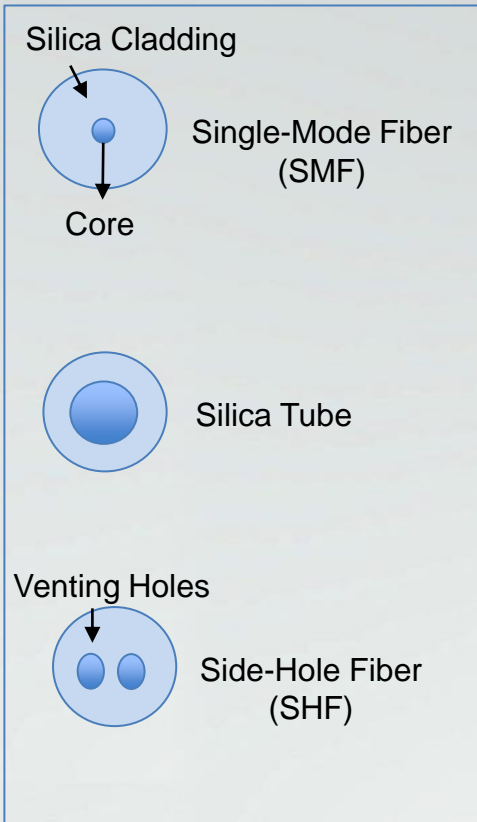 Silica Cladding
Single-Mode Fiber
(SMF)
Core
Silica Tube
Venting Holes
Side-Hole Fiber
(SHF)